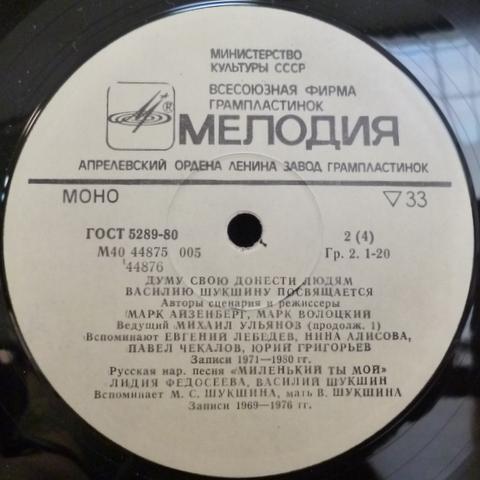 МИНИСТЕРСТВО
КУЛЬТУРЫ СССР
ВСЕСОЮЗНАЯ ФИРМА
ГРАМПЛАСТИНОК
®
МЕЛОДИЯ
АПРЕЛЕВСКИЙ ОРДЕНА ЛЕНИНА ЗАВОД ГРАМПЛАСТИНОК
МОНО ▽33
ГОСТ 5289-80 2 (4)
М40 44875 005 Гр. 2. 1-20
44876
ДУМУ СВОЮ ДОНЕСТИ ЛЮДЯМ
ВАСИЛИЮ ШУКШИНУ ПОСВЯЩАЕТСЯ
Авторы сценария и режиссеры
МАРК АЙЗЕНБЕРГ, МАРК ВОЛОЦКИЙ
Ведущий МИХАИЛ УЛЬЯНОВ (продолж. 1)
Вспоминают ЕВГЕНИЙ ЛЕБЕДЕВ, НИНА АЛИСОВА,
ПАВЕЛ ЧЕКАЛОВ, ЮРИЙ ГРИГОРЬЕВ
Записи 1971—1980 гг.
Русская нар. песня «МИЛЕНЬКИЙ ТЫ МОЙ»
ЛИДИЯ ФЕДОСЕЕВА, ВАСИЛИЙ ШУКШИН
Вспоминает М. С. ШУКШИНА, мать В. ШУКШИНА
Записи 1969—1976 гг.